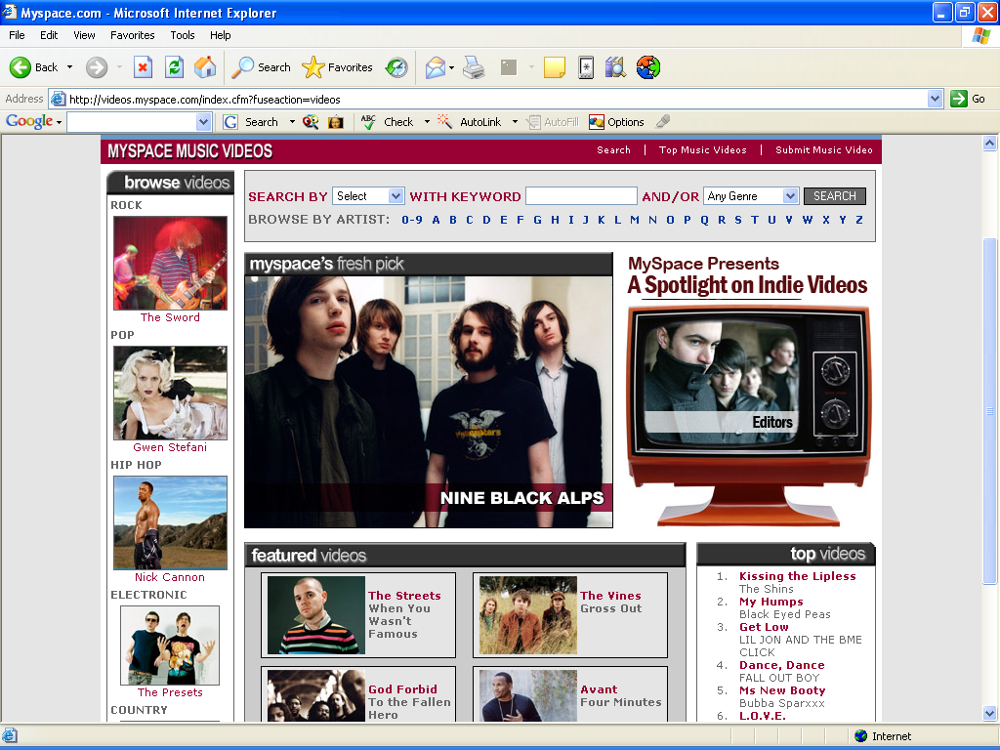 Myspace.com - Microsoft Internet Explorer
File Edit View Favorites Tools Help
Back Search Favorites
Address http://videos.myspace.com/index.cfm?fuseaction=videos Go
Google G Search ABC Check AutoLink AutoFill Options
MYSPACE MUSIC VIDEOS
Search | Top Music Videos | Submit Music Video
browse videos
ROCK
The Sword
POP
Gwen Stefani
HIP HOP
Nick Cannon
ELECTRONIC
The Presets
COUNTRY
SEARCH BY Select WITH KEYWORD AND/OR Any Genre SEARCH
BROWSE BY ARTIST: 0-9 A B C D E F G H I J K L M N O P Q R S T U V W X Y Z
myspace's fresh pick
NINE BLACK ALPS
MySpace Presents
A Spotlight on Indie Videos
Editors
featured videos
The Streets
When You
Wasn't
Famous
The Vines
Gross Out
God Forbid
To the Fallen
Hero
Avant
Four Minutes
top videos
1. Kissing the Lipless
The Shins
2. My Humps
Black Eyed Peas
3. Get Low
LIL JON AND THE BME
CLICK
4. Dance, Dance
FALL OUT BOY
5. Ms New Booty
Bubba Sparxxx
6. L.O.V.E.
Internet